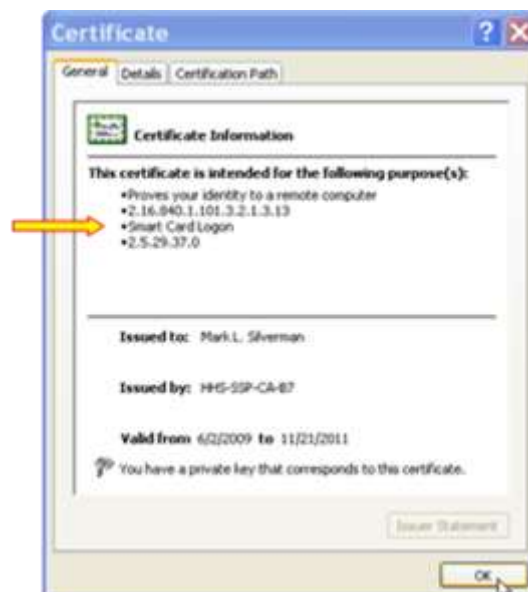 Certificate
General Details Certification Path
Certificate Information
This certificate is intended for the following purpose(s):
•Proves your identity to a remote computer
•2.16.840.1.101.3.2.1.3.13
•Smart Card Logon
•2.5.29.37.0
Issued to: Mark L. Silverman
Issued by: HHS-SSP-CA-B7
Valid from 6/2/2009 to 11/21/2011
You have a private key that corresponds to this certificate.
Issuer Statement
OK